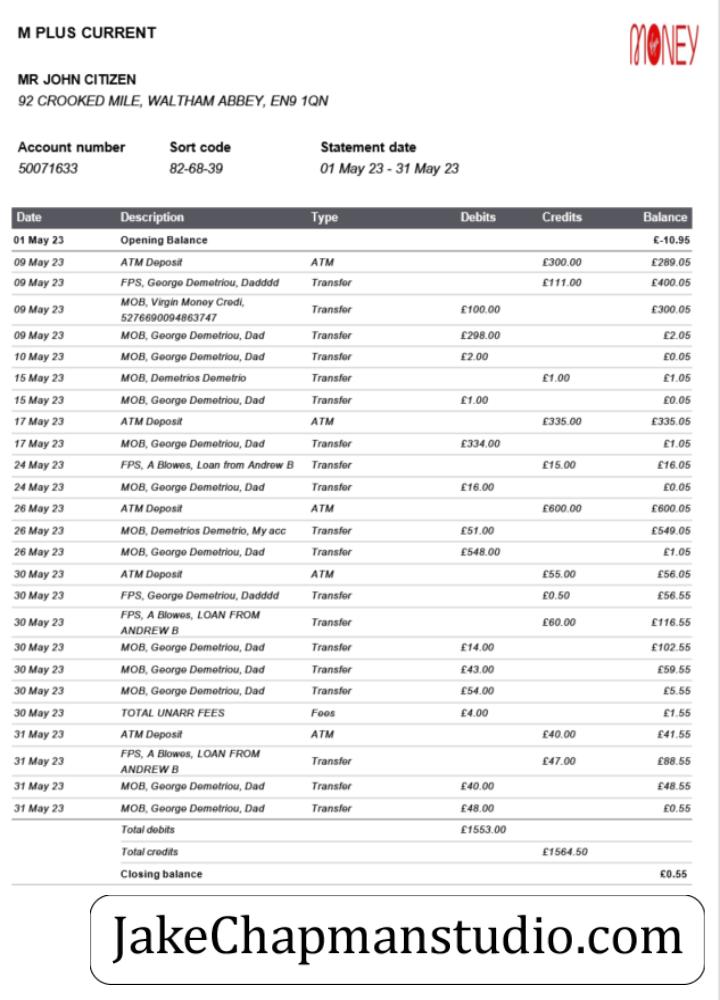 M PLUS CURRENT
MONEY
MR JOHN CITIZEN
92 CROOKED MILE, WALTHAM ABBEY, EN9 1QN
Account number Sort code Statement date
50071633 82-68-39 01 May 23 - 31 May 23
Date Description Type Debits Credits Balance
01 May 23 Opening Balance £-10.95
09 May 23 ATM Deposit ATM £300.00 £289.05
09 May 23 FPS, George Demetriou, Dadddd Transfer £111.00 £400.05
09 May 23 MOB, Virgin Money Credi, 5276690094863747 Transfer £100.00 £300.05
09 May 23 MOB, George Demetriou, Dad Transfer £298.00 £2.05
10 May 23 MOB, George Demetriou, Dad Transfer £2.00 £0.05
15 May 23 MOB, Demetrios Demetrio Transfer £1.00 £1.05
15 May 23 MOB, George Demetriou, Dad Transfer £1.00 £0.05
17 May 23 ATM Deposit ATM £335.00 £335.05
17 May 23 MOB, George Demetriou, Dad Transfer £334.00 £1.05
24 May 23 FPS, A Blowes, Loan from Andrew B Transfer £15.00 £16.05
24 May 23 MOB, George Demetriou, Dad Transfer £16.00 £0.05
26 May 23 ATM Deposit ATM £600.00 £600.05
26 May 23 MOB, Demetrios Demetrio, My acc Transfer £51.00 £549.05
26 May 23 MOB, George Demetriou, Dad Transfer £548.00 £1.05
30 May 23 ATM Deposit ATM £55.00 £56.05
30 May 23 FPS, George Demetriou, Dadddd Transfer £0.50 £56.55
30 May 23 FPS, A Blowes, LOAN FROM ANDREW B Transfer £60.00 £116.55
30 May 23 MOB, George Demetriou, Dad Transfer £14.00 £102.55
30 May 23 MOB, George Demetriou, Dad Transfer £43.00 £59.55
30 May 23 MOB, George Demetriou, Dad Transfer £54.00 £5.55
30 May 23 TOTAL UNARR FEES Fees £4.00 £1.55
31 May 23 ATM Deposit ATM £40.00 £41.55
31 May 23 FPS, A Blowes, LOAN FROM ANDREW B Transfer £47.00 £88.55
31 May 23 MOB, George Demetriou, Dad Transfer £40.00 £48.55
31 May 23 MOB, George Demetriou, Dad Transfer £48.00 £0.55
Total debits £1553.00
Total credits £1564.50
Closing balance £0.55
JakeChapmanstudio.com